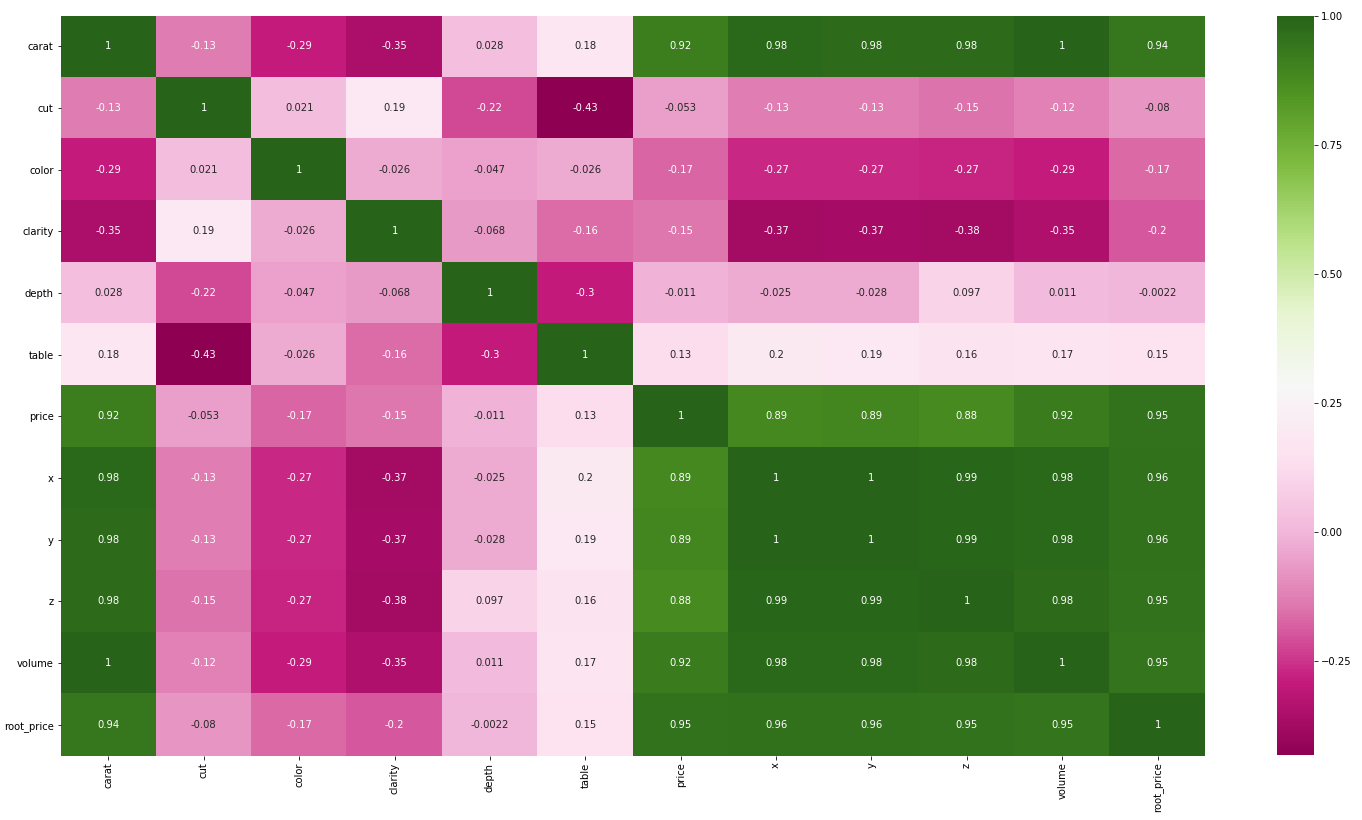 1.00
carat 1 -0.13 -0.29 -0.35 0.028 0.18 0.92 0.98 0.98 0.98 1 0.94
cut -0.13 1 0.021 0.19 -0.22 -0.43 -0.053 -0.13 -0.13 -0.15 -0.12 -0.08
0.75
color -0.29 0.021 1 -0.026 -0.047 -0.026 -0.17 -0.27 -0.27 -0.27 -0.29 -0.17
clarity -0.35 0.19 -0.026 1 -0.068 -0.16 -0.15 -0.37 -0.37 -0.38 -0.35 -0.2
0.50
depth 0.028 -0.22 -0.047 -0.068 1 -0.3 -0.011 -0.025 -0.028 0.097 0.011 -0.0022
table 0.18 -0.43 -0.026 -0.16 -0.3 1 0.13 0.2 0.19 0.16 0.17 0.15
0.25
price 0.92 -0.053 -0.17 -0.15 -0.011 0.13 1 0.89 0.89 0.88 0.92 0.95
x 0.98 -0.13 -0.27 -0.37 -0.025 0.2 0.89 1 1 0.99 0.98 0.96
0.00
y 0.98 -0.13 -0.27 -0.37 -0.028 0.19 0.89 1 1 0.99 0.98 0.96
z 0.98 -0.15 -0.27 -0.38 0.097 0.16 0.88 0.99 0.99 1 0.98 0.95
volume 1 -0.12 -0.29 -0.35 0.011 0.17 0.92 0.98 0.98 0.98 1 0.95
−0.25
root_price 0.94 -0.08 -0.17 -0.2 -0.0022 0.15 0.95 0.96 0.96 0.95 0.95 1
carat cut color clarity depth table price x y z volume root_price